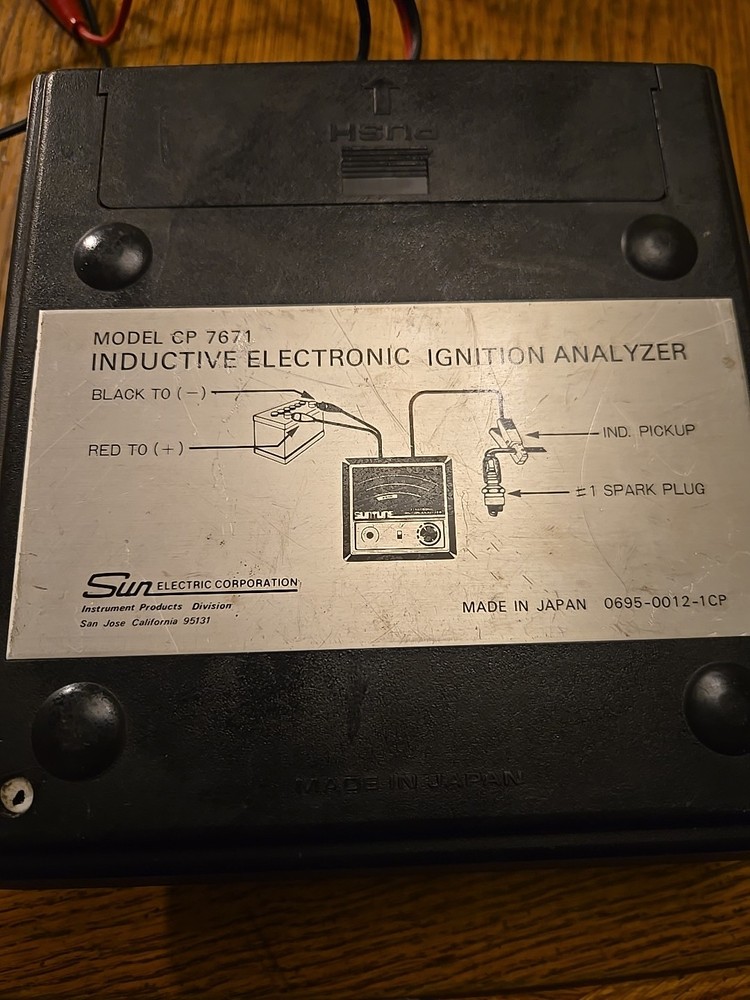 PUSH
MODEL CP 7671
INDUCTIVE ELECTRONIC IGNITION ANALYZER
BLACK TO (−)
RED TO (+)
IND. PICKUP
#1 SPARK PLUG
SUNTUNE
Sun ELECTRIC CORPORATION
Instrument Products Division
San Jose California 95131
MADE IN JAPAN 0695-0012-1CP
MADE IN JAPAN